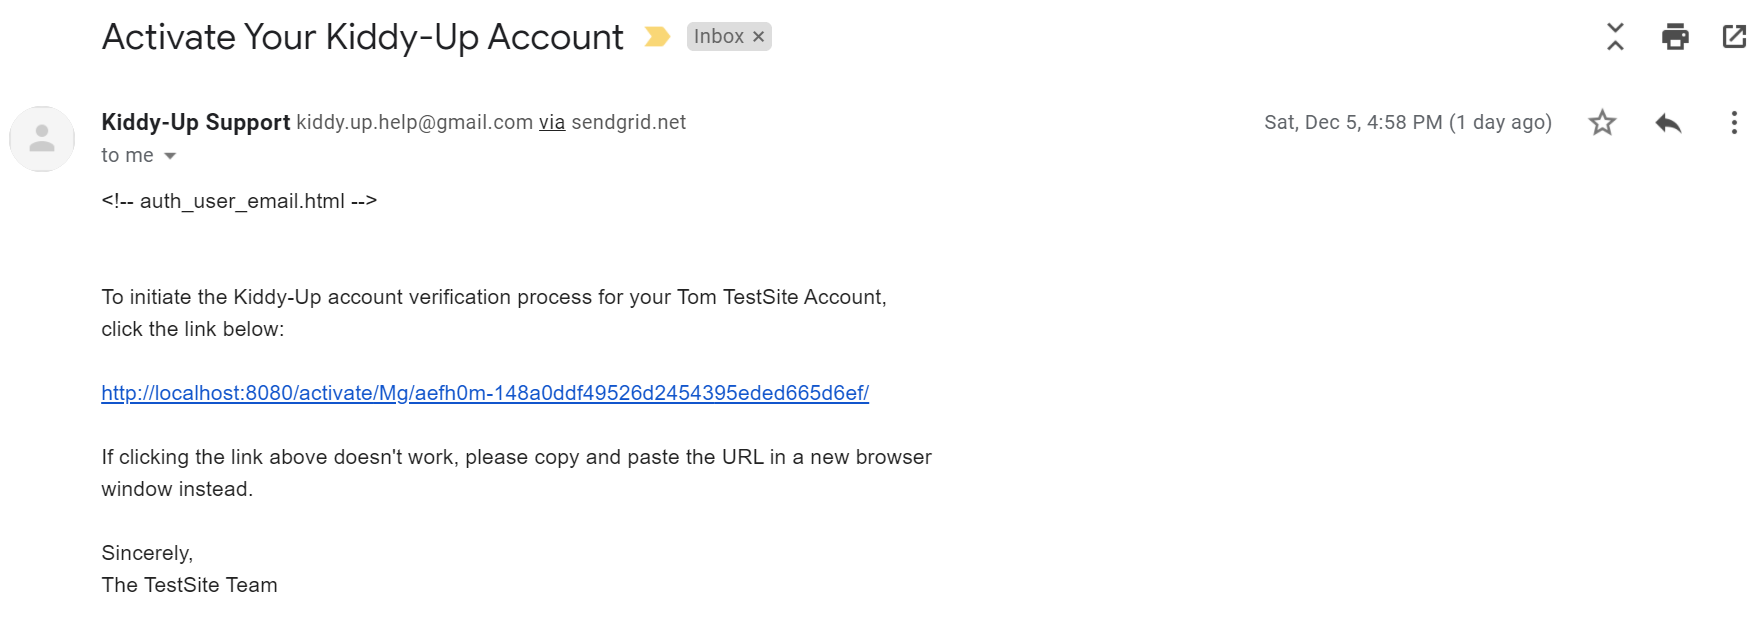 Activate Your Kiddy-Up Account Inbox ×
Kiddy-Up Support kiddy.up.help@gmail.com via sendgrid.net Sat, Dec 5, 4:58 PM (1 day ago)
to me
<!-- auth_user_email.html -->
To initiate the Kiddy-Up account verification process for your Tom TestSite Account,
click the link below:
http://localhost:8080/activate/Mg/aefh0m-148a0ddf49526d2454395eded665d6ef/
If clicking the link above doesn't work, please copy and paste the URL in a new browser
window instead.
Sincerely,
The TestSite Team